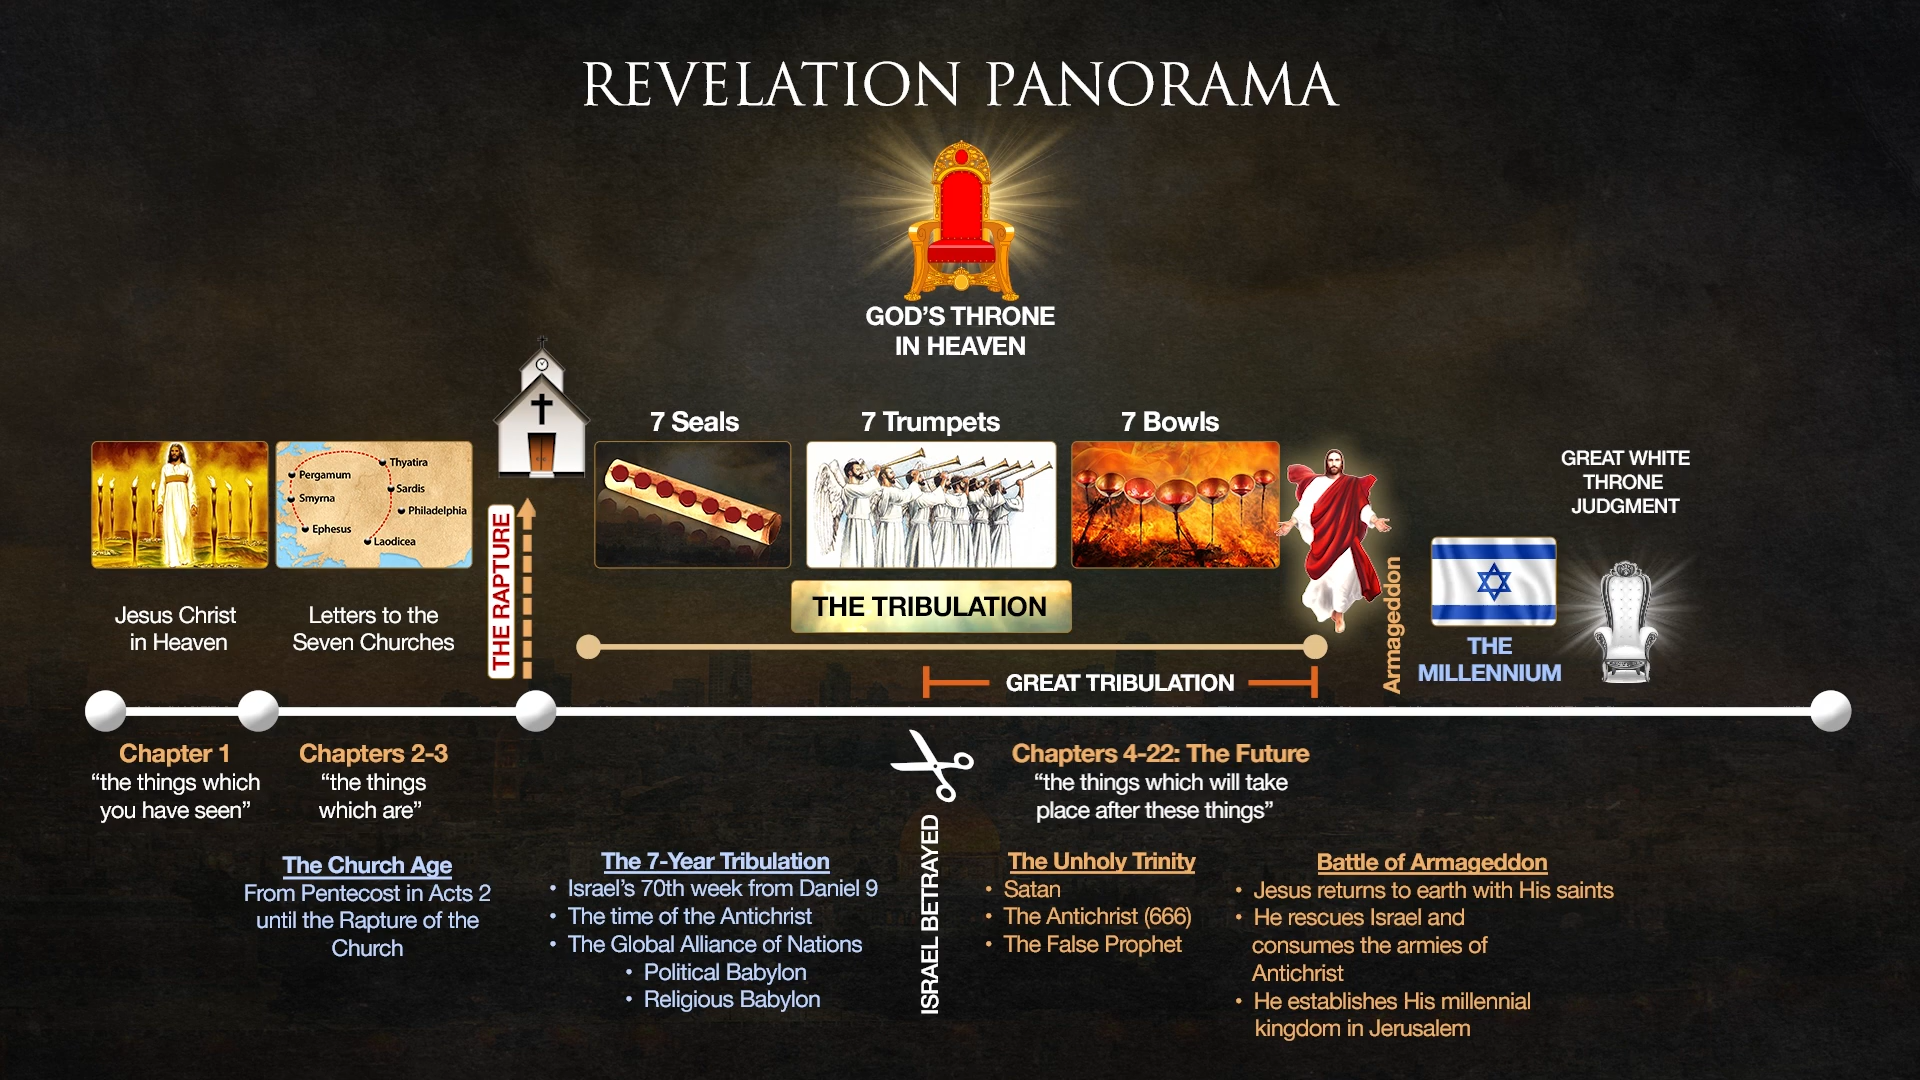 REVELATION PANORAMA
GOD'S THRONE
IN HEAVEN
7 Seals
7 Trumpets
7 Bowls
Pergamum
Thyatira
Smyrna
Sardis
Philadelphia
Ephesus
Laodicea
Jesus Christ
in Heaven
Letters to the
Seven Churches
THE RAPTURE
THE TRIBULATION
GREAT TRIBULATION
Armageddon
THE
MILLENNIUM
GREAT WHITE
THRONE
JUDGMENT
Chapter 1
“the things which
you have seen”
Chapters 2-3
“the things
which are”
Chapters 4-22: The Future
“the things which will take
place after these things”
The Church Age
From Pentecost in Acts 2
until the Rapture of the
Church
The 7-Year Tribulation
• Israel’s 70th week from Daniel 9
• The time of the Antichrist
• The Global Alliance of Nations
• Political Babylon
• Religious Babylon
ISRAEL BETRAYED
The Unholy Trinity
• Satan
• The Antichrist (666)
• The False Prophet
Battle of Armageddon
• Jesus returns to earth with His saints
• He rescues Israel and
consumes the armies of
Antichrist
• He establishes His millennial
kingdom in Jerusalem